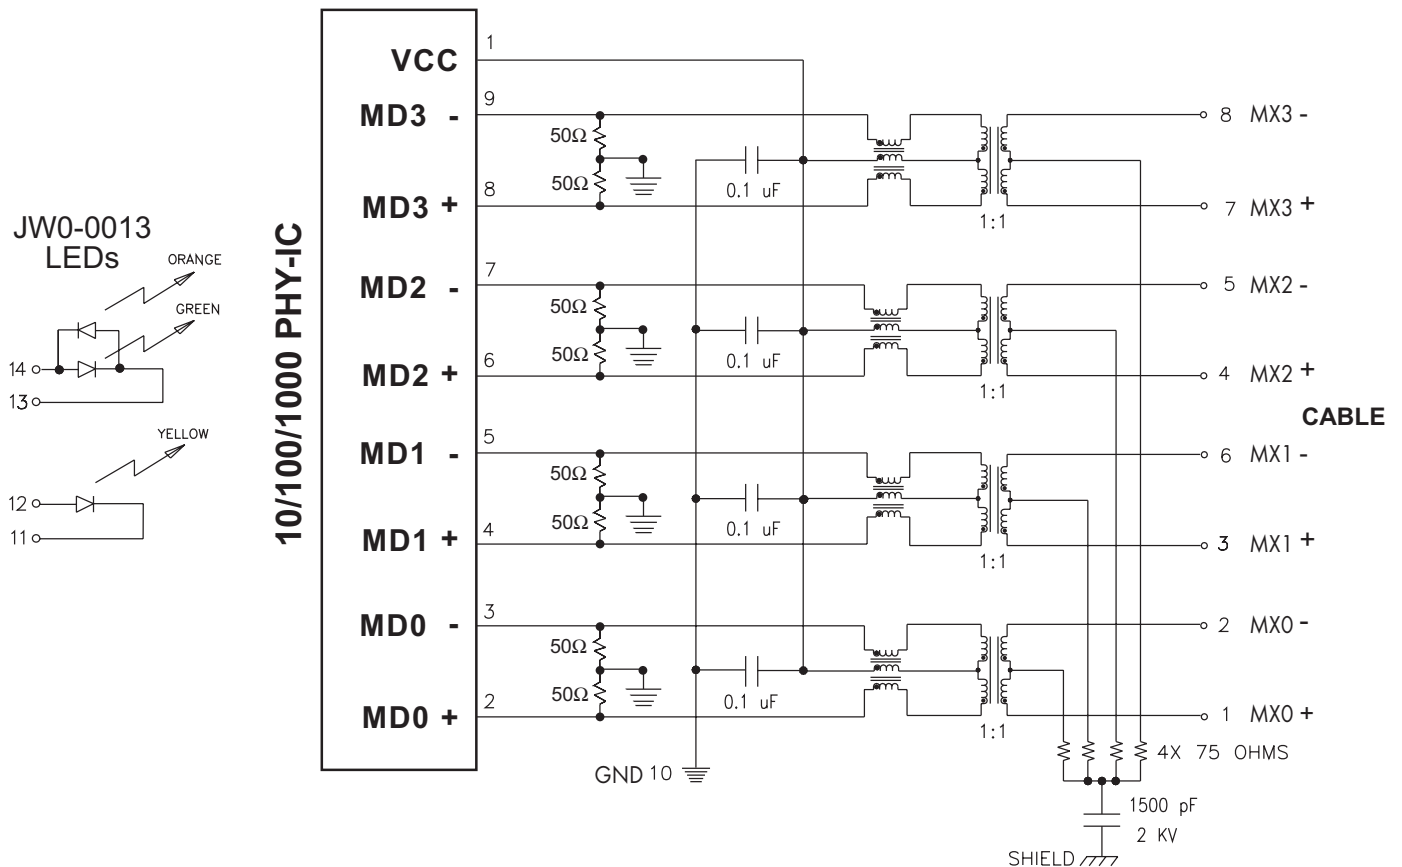 JW0-0013
LEDs
ORANGE
GREEN
14
13
YELLOW
12
11
10/100/1000 PHY-IC
VCC
1
MD3 -
9
50Ω
50Ω
MD3 +
8
0.1 uF
1:1
8 MX3 -
7 MX3 +
MD2 -
7
50Ω
50Ω
MD2 +
6
0.1 uF
1:1
5 MX2 -
4 MX2 +
CABLE
MD1 -
5
50Ω
50Ω
MD1 +
4
0.1 uF
1:1
6 MX1 -
3 MX1 +
MD0 -
3
50Ω
50Ω
MD0 +
2
0.1 uF
1:1
2 MX0 -
1 MX0 +
GND 10
4X 75 OHMS
1500 pF
2 KV
SHIELD